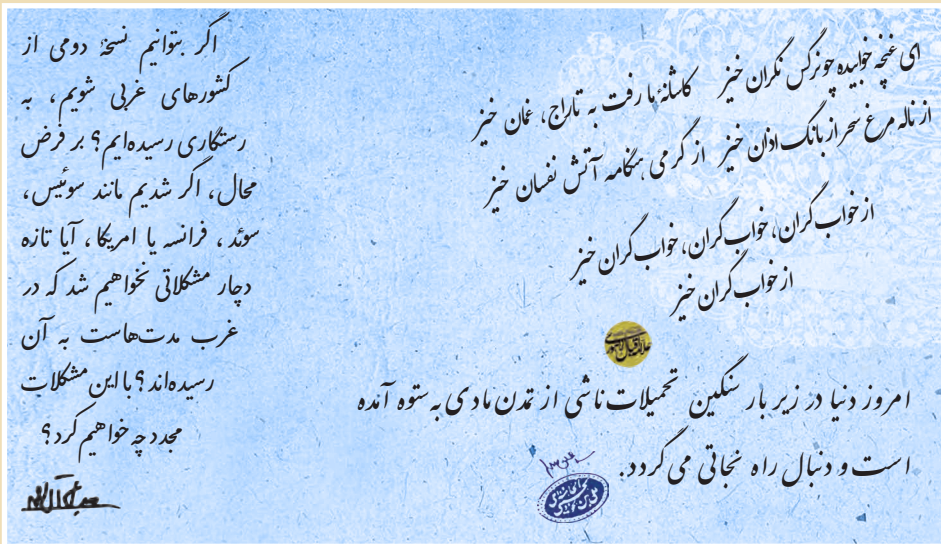 ای غنچه خوابیده چو نرگس نگران خیز کاشانهٔ ما رفت به تاراج، غمان خیز
از ناله مرغ سحر از بانگ اذان خیز از گرمی هنگامه آتش نفسان خیز
از خواب گران، خواب گران، خواب گران خیز
از خواب گران خیز
علامه اقبال لاهوری
امروز دنیا در زیر بار سنگین تحمیلات ناشی از تمدن مادی به ستوه آمده
است و دنبال راه نجاتی می گردد.
اگر بتوانیم نسخهٔ دومی از
کشورهای غربی شویم، به
رستگاری رسیده‌ایم؟ بر فرض
محال، اگر شدیم مانند سوئیس،
سوئد، فرانسه یا امریکا، آیا تازه
دچار مشکلاتی نخواهیم شد که در
غرب مدت‌هاست به آن
رسیده‌اند؟ با این مشکلات
مجدد چه خواهیم کرد؟